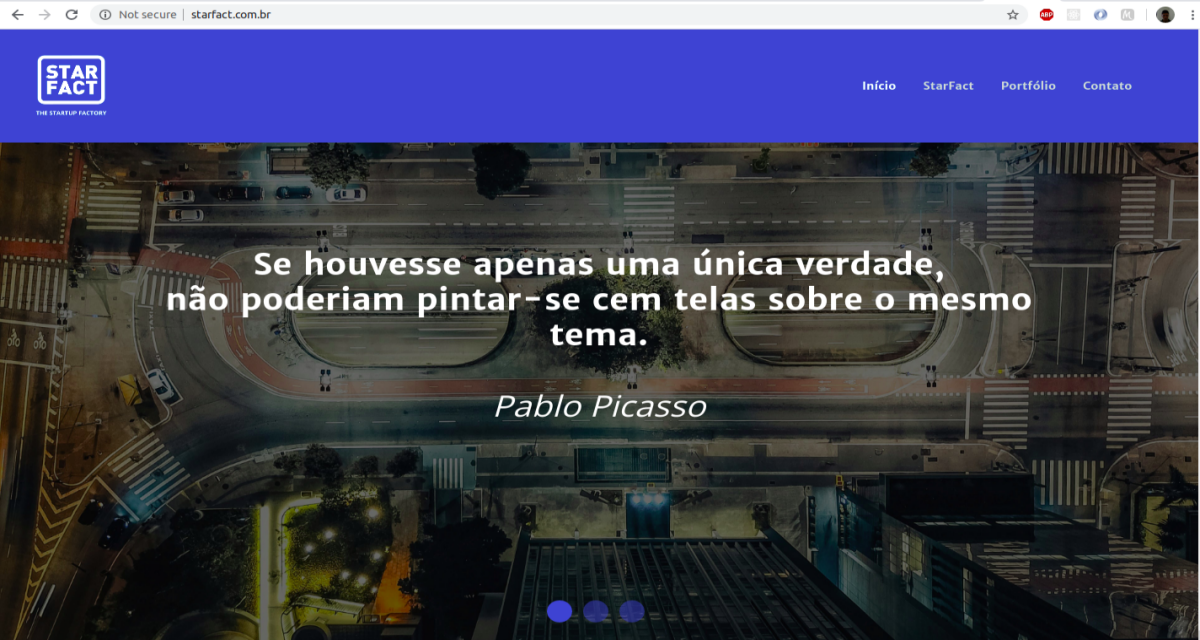 Not secure | starfact.com.br
ABP
STAR
FACT
THE STARTUP FACTORY
Início StarFact Portfólio Contato
Se houvesse apenas uma única verdade,
não poderiam pintar-se cem telas sobre o mesmo
tema.
Pablo Picasso